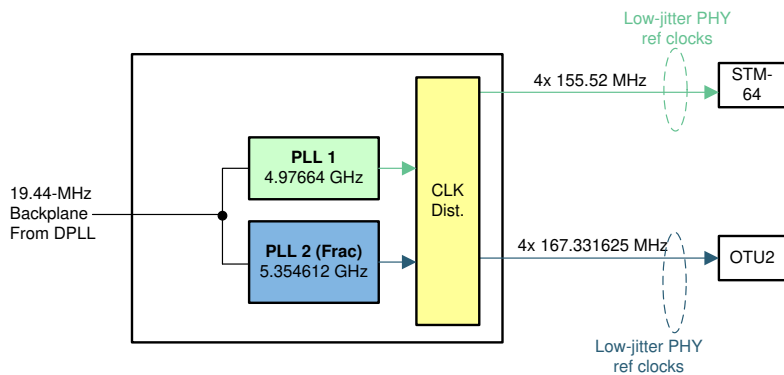 Low-jitter PHY
ref clocks
4x 155.52 MHz
STM-
64
PLL 1
4.97664 GHz
CLK
Dist.
19.44-MHz
Backplane
From DPLL
PLL 2 (Frac)
5.354612 GHz
4x 167.331625 MHz
OTU2
Low-jitter PHY
ref clocks